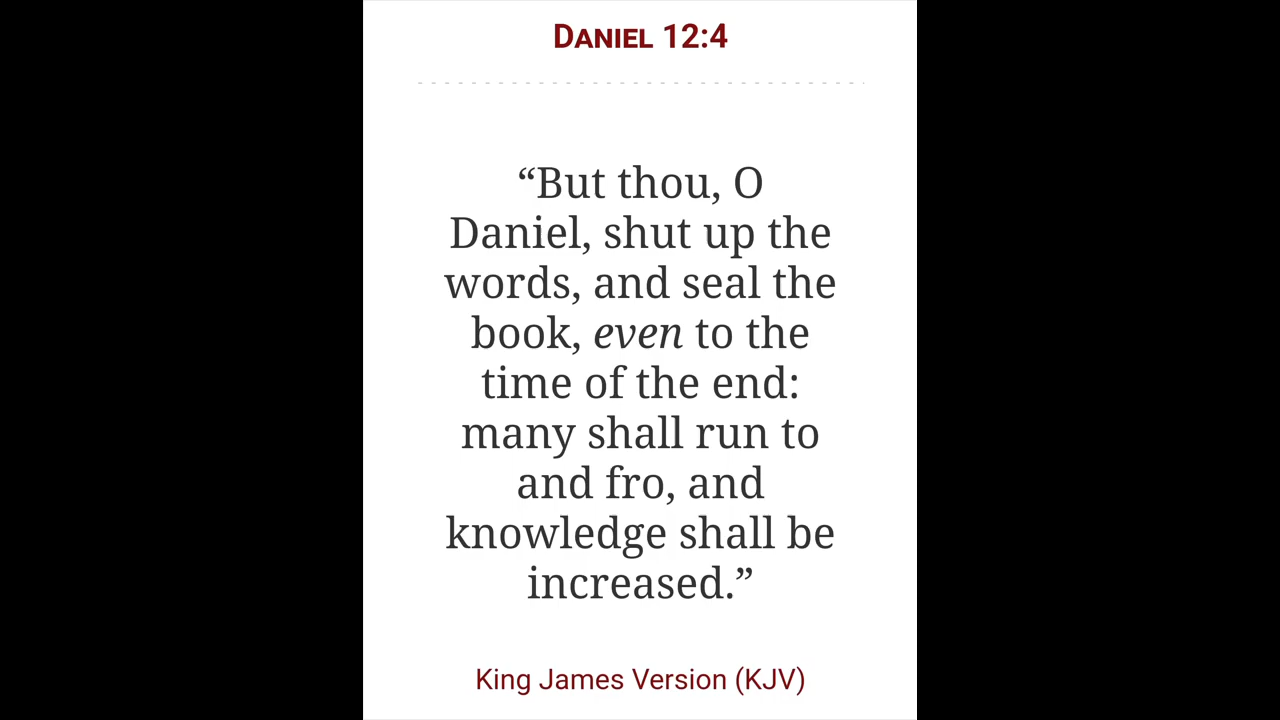 Daniel 12:4
“But thou, O
Daniel, shut up the
words, and seal the
book, even to the
time of the end:
many shall run to
and fro, and
knowledge shall be
increased.”
King James Version (KJV)